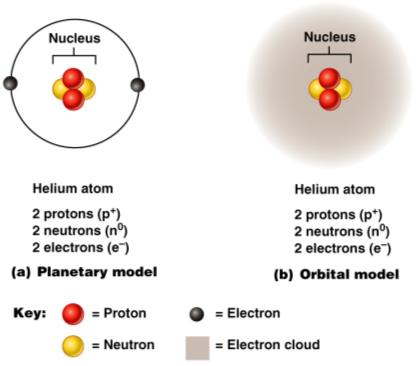 Nucleus
Helium atom
2 protons (p⁺)
2 neutrons (n⁰)
2 electrons (e⁻)
(a) Planetary model
Nucleus
Helium atom
2 protons (p⁺)
2 neutrons (n⁰)
2 electrons (e⁻)
(b) Orbital model
Key:
= Proton
= Electron
= Neutron
= Electron cloud